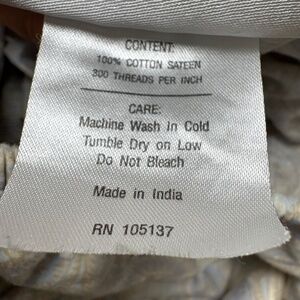 CONTENT:
100% COTTON SATEEN
300 THREADS PER INCH
CARE:
Machine Wash in Cold
Tumble Dry on Low
Do Not Bleach
Made in India
RN 105137